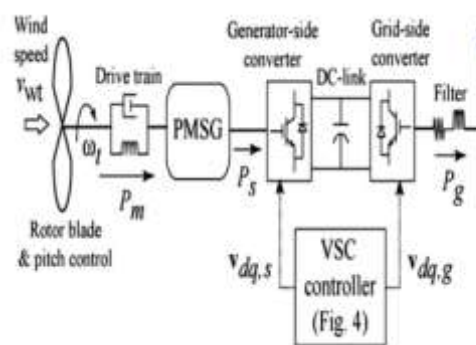 Wind
speed
v_wt
ω_t
Drive train
P_m
Rotor blade
& pitch control
PMSG
P_s
Generator-side
converter
DC-link
Grid-side
converter
Filter
P_g
v_dq,s
VSC
controller
(Fig. 4)
v_dq,g